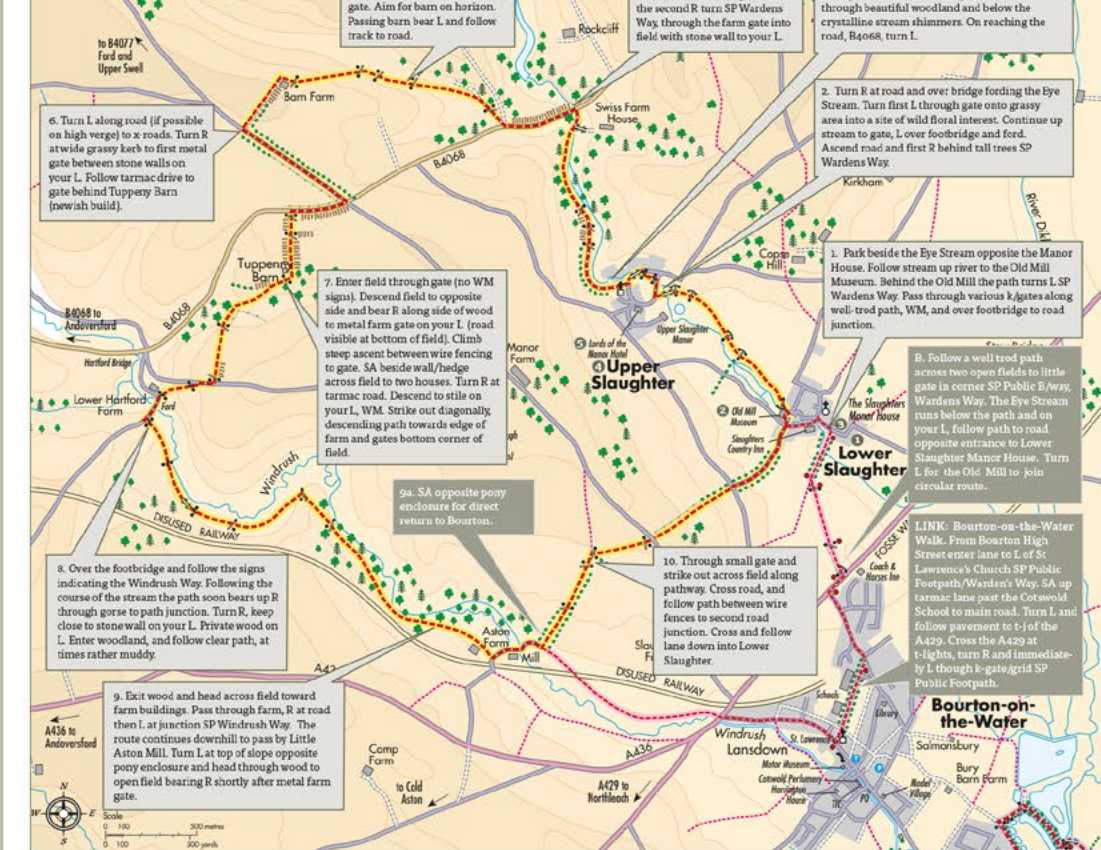 gate. Aim for barn on horizon.
Passing barn bear L and follow
track to road.
the second R turn SP Wardens
Way, through the farm gate into
field with stone wall to your L.
through beautiful woodland and below the
crystalline stream shimmers. On reaching the
road, B4068, turn L.
to B4077
Ford and
Upper Swell
Rockcliff
Barn Farm
Swiss Farm
House
B4068
2. Turn R at road and over bridge fording the Eye
Stream. Turn first L through gate onto grassy
area into a site of wild floral interest. Continue up
stream to gate, L over footbridge and ford.
Ascend road and first R behind tall trees SP
Wardens Way.
6. Turn L along road (if possible
on high verge) to x-roads. Turn R
at wide grassy kerb to first metal
gate between stone walls on
your L. Follow tarmac drive to
gate behind Tuppeny Barn
(newish build).
Kirkham
River Dikl
Copse
Hill
1. Park beside the Eye Stream opposite the Manor
House. Follow stream up river to the Old Mill
Museum. Behind the Old Mill the path turns L SP
Wardens Way. Pass through various k/gates along
well-trod path, WM, and over footbridge to road
junction.
Tuppeny
Barn
7. Enter field through gate (no WM
signs). Descend field to opposite
side and bear R along side of wood
to metal farm gate on your L (road
visible at bottom of field). Climb
steep ascent between wire fencing
to gate. SA beside wall/hedge
across field to two houses. Turn R at
tarmac road. Descend to stile on
your L, WM. Strike out diagonally,
descending path towards edge of
farm and gates bottom corner of
field.
B4068 to
Andoversford
B4068
Hartford Bridge
Lower Hartford
Farm
Ford
Manor
Farm
5 Lords of the
Manor Hotel
Upper Slaughter
Manor
4 Upper
Slaughter
2 Old Mill
Museum
Slaughters
Country Inn
The Slaughters
Manor House
3
1
Lower
Slaughter
B. Follow a well trod path
across two open fields to little
gate in corner SP Public B/way,
Wardens Way. The Eye Stream
runs below the path and on
your L, follow path to road
opposite entrance to Lower
Slaughter Manor House. Turn
L for the Old Mill to join
circular route.
Windrush
DISUSED RAILWAY
9a. SA opposite pony
enclosure for direct
return to Bourton.
FOSSE W
Coach &
Horses Inn
LINK: Bourton-on-the-Water
Walk. From Bourton High
Street enter lane to L of St
Lawrence's Church SP Public
Footpath/Warden's Way. SA up
tarmac lane past the Cotswold
School to main road. Turn L and
follow pavement to t-j of the
A429. Cross the A429 at
t-lights, turn R and immediate-
ly L though k-gate/grid SP
Public Footpath.
8. Over the footbridge and follow the signs
indicating the Windrush Way. Following the
course of the stream the path soon bears up R
through gorse to path junction. Turn R, keep
close to stone wall on your L. Private wood on
L. Enter woodland, and follow clear path, at
times rather muddy.
10. Through small gate and
strike out across field along
pathway. Cross road, and
follow path between wire
fences to second road
junction. Cross and follow
lane down into Lower
Slaughter.
Aston
Farm
Mill
DISUSED RAILWAY
9. Exit wood and head across field toward
farm buildings. Pass through farm, R at road
then L at junction SP Windrush Way. The
route continues downhill to pass by Little
Aston Mill. Turn L at top of slope opposite
pony enclosure and head through wood to
open field bearing R shortly after metal farm
gate.
A436 to
Andoversford
Comp
Farm
to Cold
Aston
A436
A429 to
Northleach
Schools
Library
Windrush
Lansdown
St. Lawrence
Bourton-on-
the-Water
Salmonsbury
Bury
Barn Farm
Motor Museum
Cotswold Perfumery
Harrington
House
TIC
PO
Model
Village
N
W
E
S
Scale
0 100 500 metres
0 100 500 yards